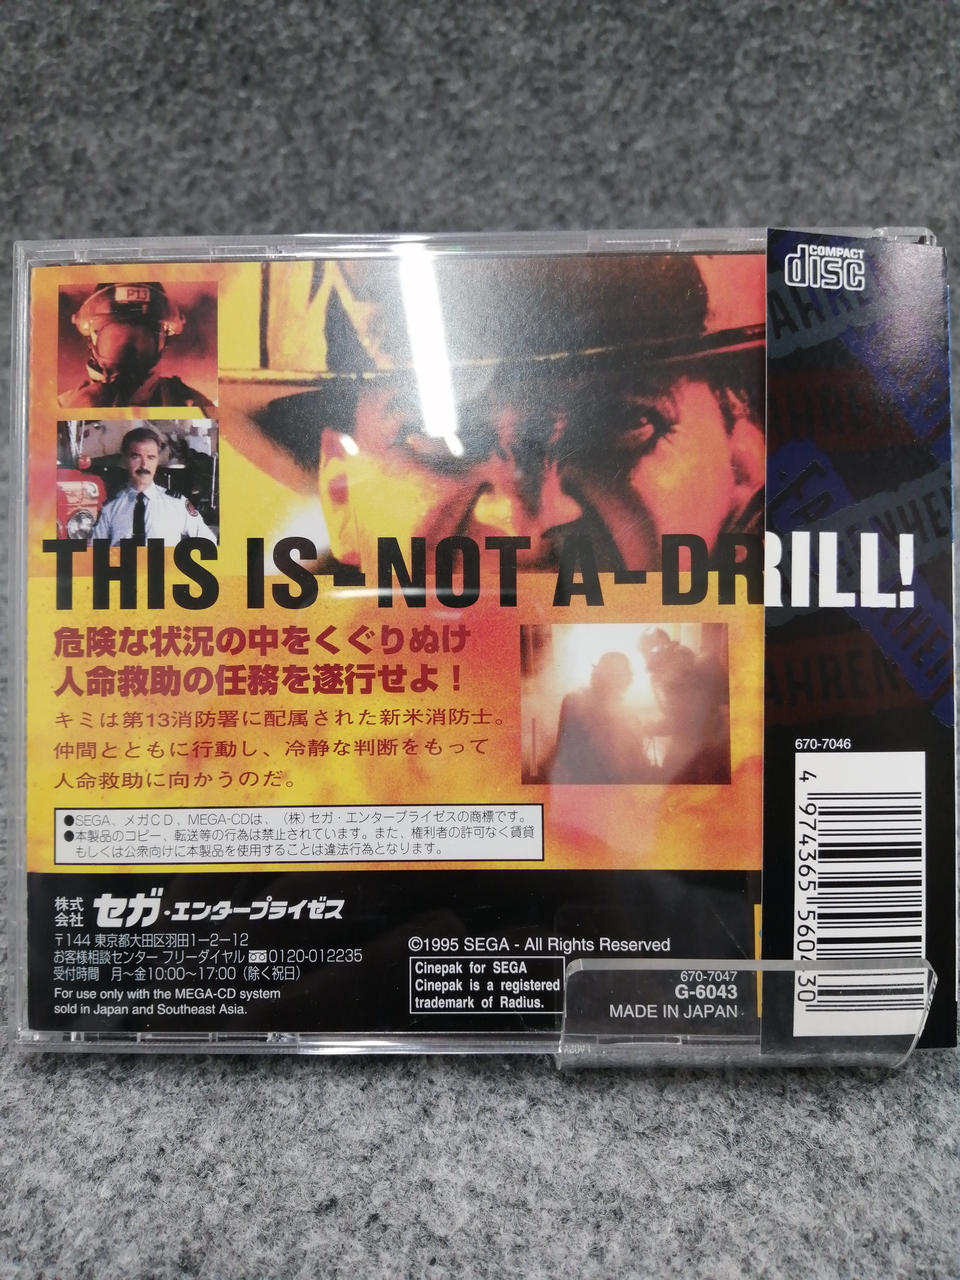 COMPACT
disc
P13
THIS IS-NOT A-DRILL!
危険な状況の中をくぐりぬけ
人命救助の任務を遂行せよ！
キミは第13消防署に配属された新米消防士。
仲間とともに行動し、冷静な判断をもって
人命救助に向かうのだ。
●SEGA、メガＣＤ、MEGA-CDは、（株）セガ・エンタープライゼスの商標です。
●本製品のコピー、転送等の行為は禁止されています。また、権利者の許可なく賃貸
もしくは公衆向けに本製品を使用することは違法行為となります。
株式会社 セガ・エンタープライゼス
〒144 東京都大田区羽田1-2-12
お客様相談センター フリーダイヤル 0120-012235
受付時間 月〜金10:00〜17:00（除く祝日）
For use only with the MEGA-CD system
sold in Japan and Southeast Asia.
©1995 SEGA - All Rights Reserved
Cinepak for SEGA
Cinepak is a registered
trademark of Radius.
670-7047
G-6043
MADE IN JAPAN
670-7046